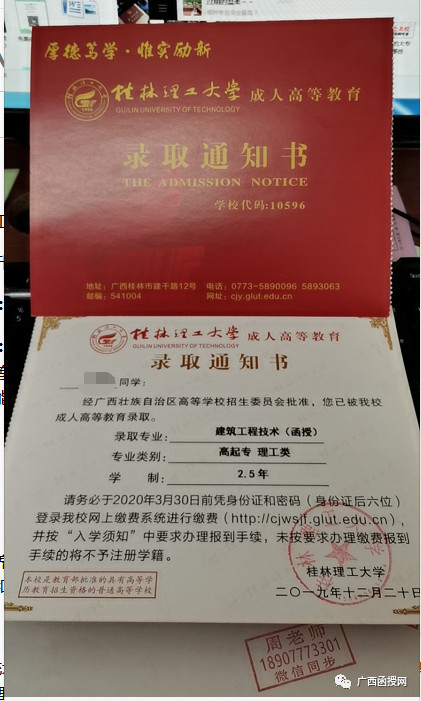 厚德笃学·惟实励新
桂林理工大学 成人高等教育
GUILIN UNIVERSITY OF TECHNOLOGY
录取通知书
THE ADMISSION NOTICE
学校代码:10596
地址：广西桂林市建干路12号 电话：0773-5890096 5893063
邮编：541004 网址：cjy.glut.edu.cn
桂林理工大学 成人高等教育
GUILIN UNIVERSITY OF TECHNOLOGY
录取通知书
同学：
经广西壮族自治区高等学校招生委员会批准，您已被我校
成人高等教育录取。
录取专业： 建筑工程技术（函授）
专业类别： 高起专 理工类
学 制： 2.5年
请务必于2020年3月30日前凭身份证和密码（身份证后六位）
登录我校网上缴费系统进行缴费（http://cjwsjf.glut.edu.cn），
并按“入学须知”中要求办理报到手续，未按要求办理缴费报到
手续的将不予注册学籍。
本校是教育部批准的具有高等学
历教育招生资格的普通高等学校
桂林理工大学
二〇一九年十二月二十日
周老师
18907773301
微信同步
广西函授网